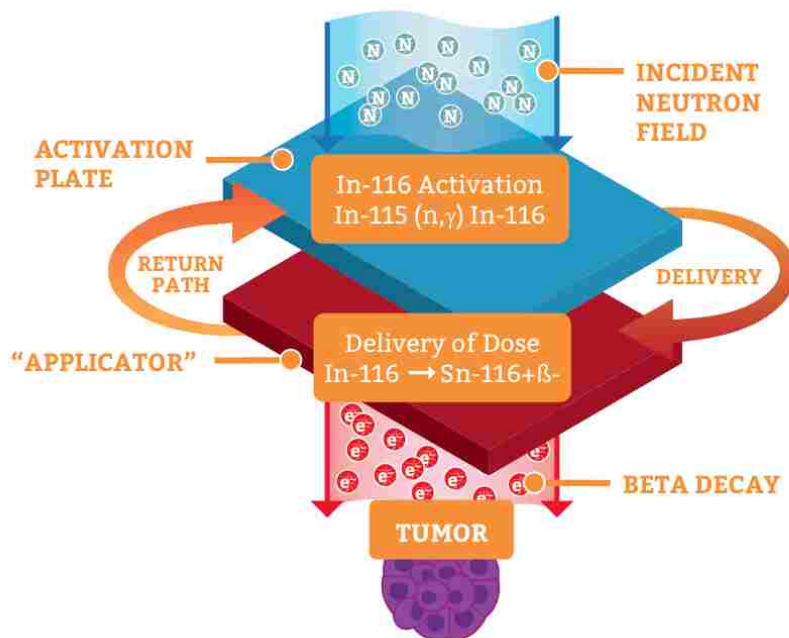 N N N N N N N N N N N N N N N
INCIDENT
NEUTRON
FIELD
ACTIVATION
PLATE
In-116 Activation
In-115 (n,γ) In-116
RETURN
PATH
DELIVERY
"APPLICATOR"
Delivery of Dose
In-116 → Sn-116+ß-
e⁻ e⁻ e⁻ e⁻ e⁻ e⁻ e⁻ e⁻ e⁻ e⁻ e⁻ e⁻
BETA DECAY
TUMOR